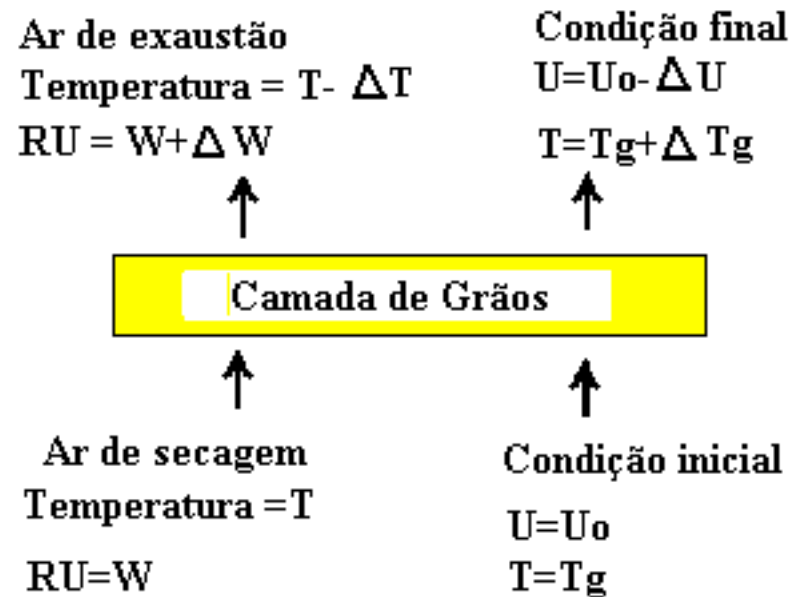 Ar de exaustão
Temperatura = T- ΔT
RU = W+Δ W
Condição final
U=Uo-Δ U
T=Tg+Δ Tg
Camada de Grãos
Ar de secagem
Temperatura =T
RU=W
Condição inicial
U=Uo
T=Tg